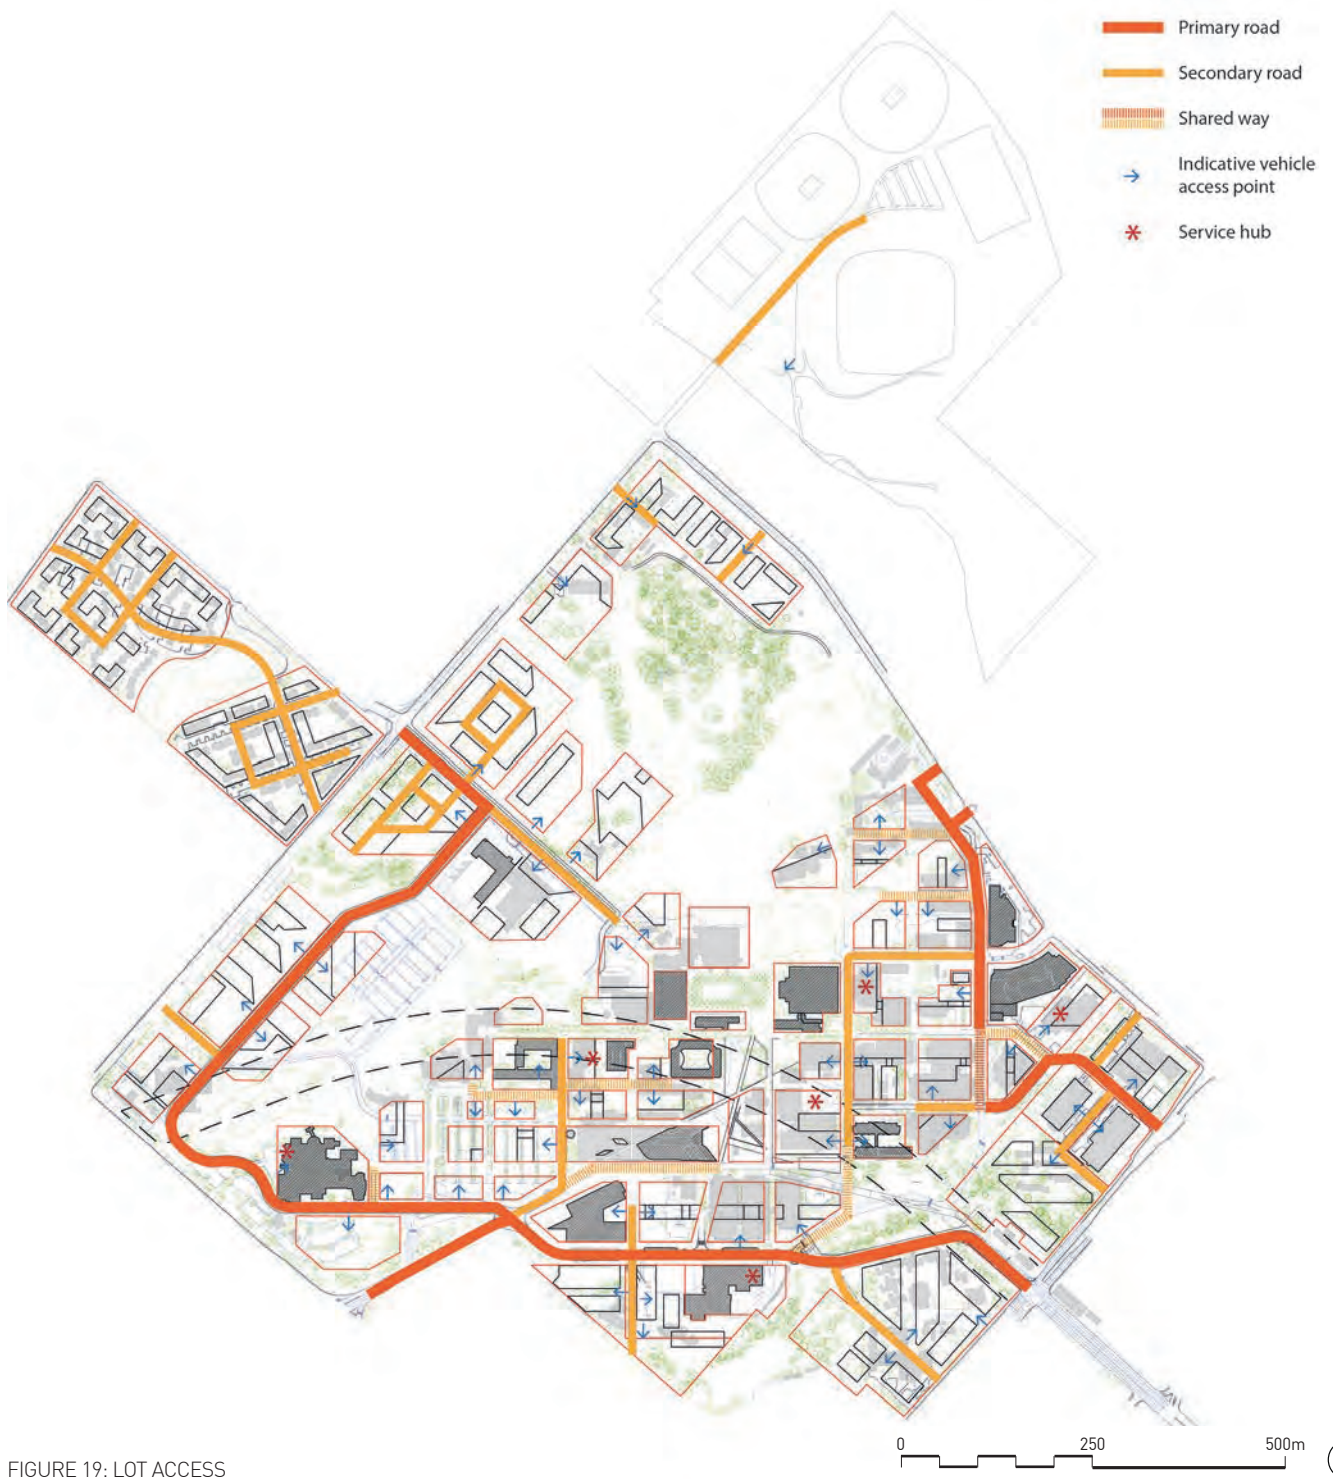 Primary road
Secondary road
Shared way
Indicative vehicle
access point
Service hub
0 250 500m
FIGURE 19: LOT ACCESS